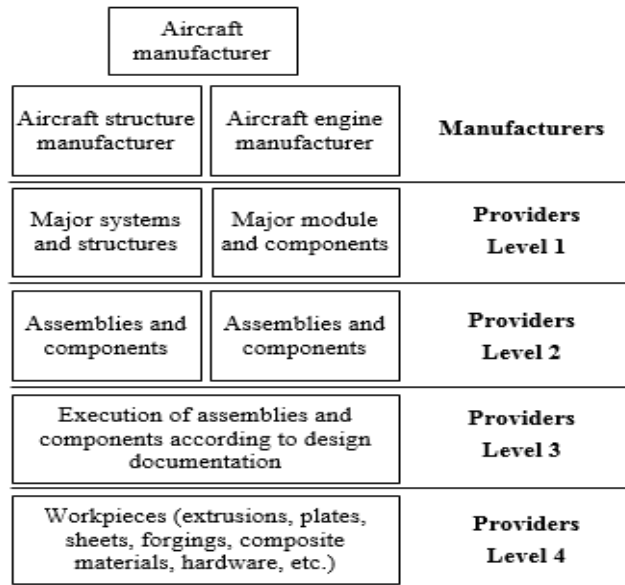 Aircraft
manufacturer
Aircraft structure
manufacturer
Aircraft engine
manufacturer
Manufacturers
Major systems
and structures
Major module
and components
Providers
Level 1
Assemblies and
components
Assemblies and
components
Providers
Level 2
Execution of assemblies and
components according to design
documentation
Providers
Level 3
Workpieces (extrusions, plates,
sheets, forgings, composite
materials, hardware, etc.)
Providers
Level 4